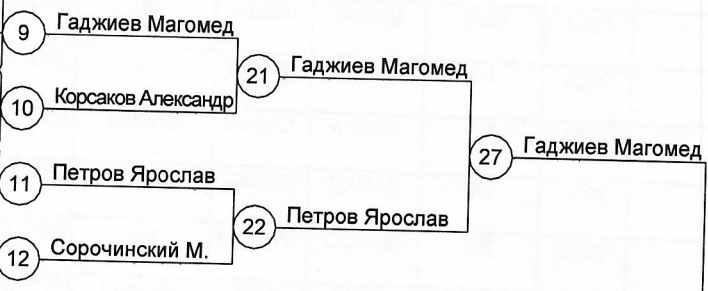 9 Гаджиев Магомед
21 Гаджиев Магомед
10 Корсаков Александр
27 Гаджиев Магомед
11 Петров Ярослав
22 Петров Ярослав
12 Сорочинский М.